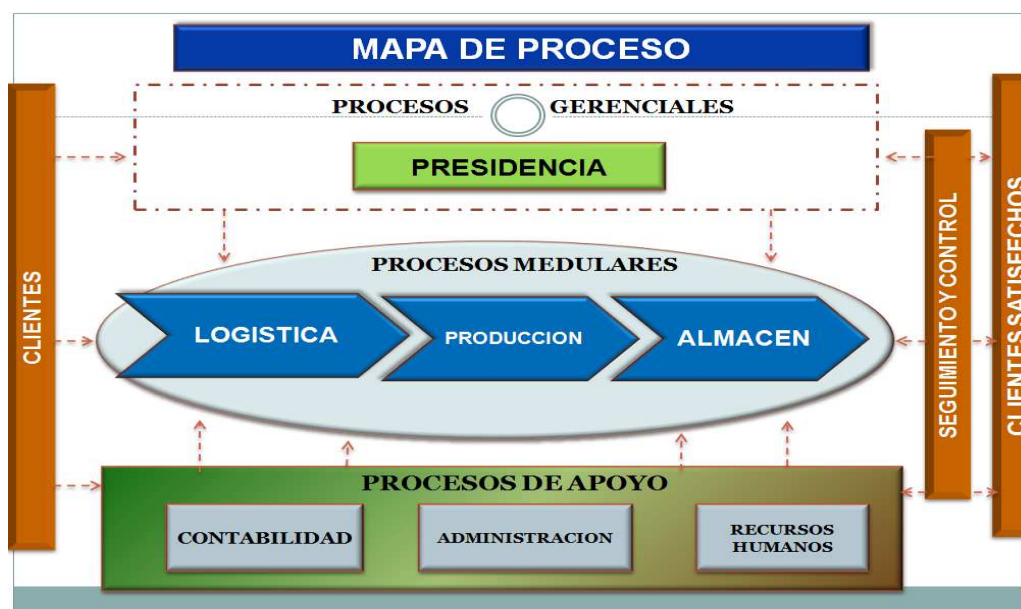 MAPA DE PROCESO
PROCESOS GERENCIALES
PRESIDENCIA
CLIENTES
PROCESOS MEDULARES
LOGISTICA
PRODUCCION
ALMACEN
SEGUIMIENTO Y CONTROL
CLIENTES SATISFECHOS
PROCESOS DE APOYO
CONTABILIDAD
ADMINISTRACION
RECURSOS
HUMANOS